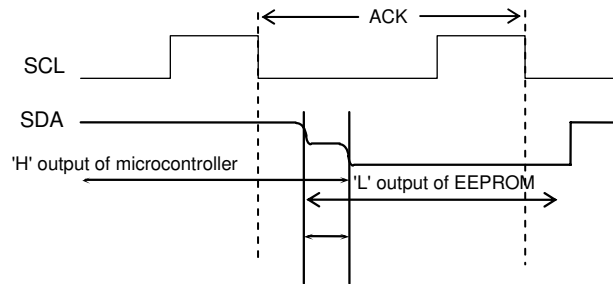 ACK
SCL
SDA
'H' output of microcontroller
'L' output of EEPROM